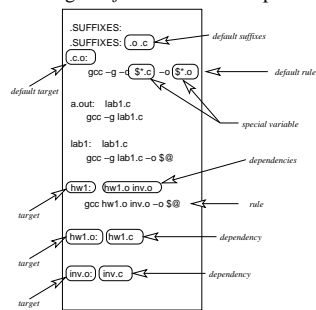 .SUFFIXES:
.SUFFIXES: .o .c
default suffixes
.c.o:
gcc –g –c $*.c –o $*.o
default rule
default target
a.out: lab1.c
special variable
gcc –g lab1.c
lab1: lab1.c
gcc –g lab1.c –o $@
dependencies
hw1: hw1.o inv.o
target
gcc hw1.o inv.o –o $@
rule
hw1.o: hw1.c
dependency
target
inv.o: inv.c
dependency
target